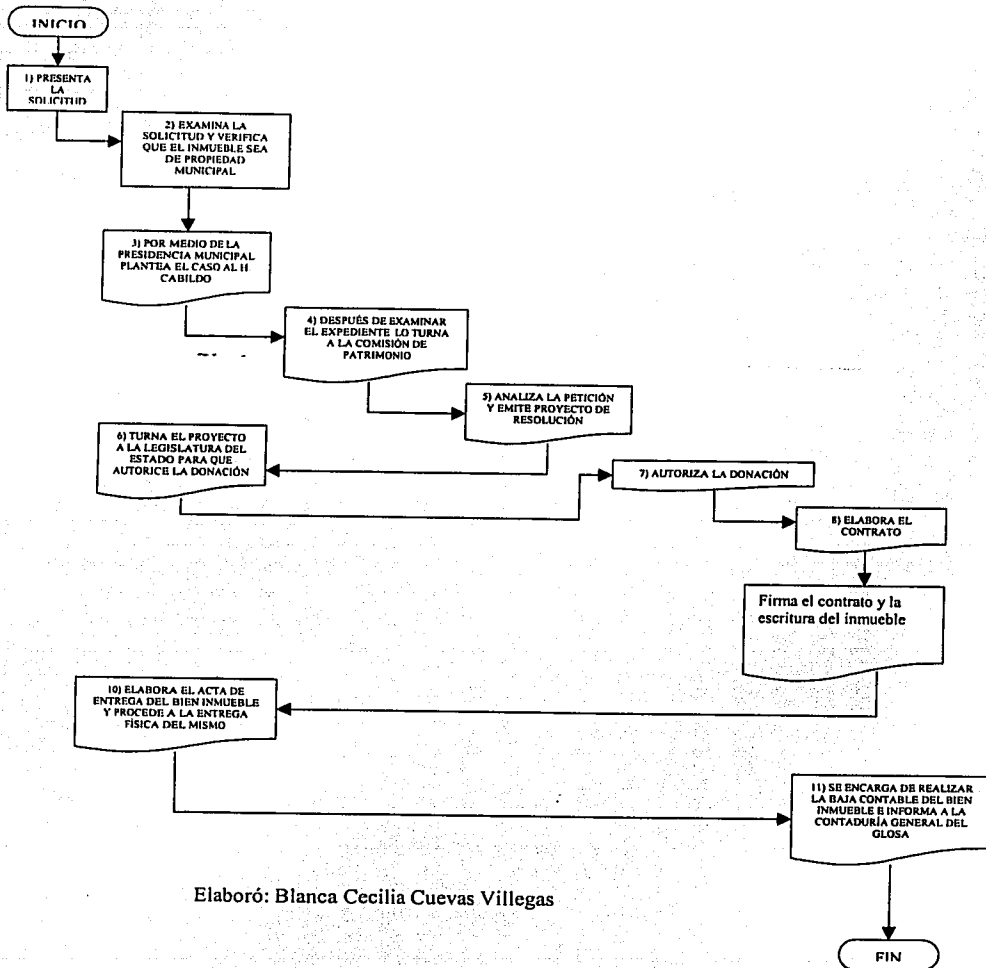 INICIO
1) PRESENTA
LA
SOLICITUD
2) EXAMINA LA
SOLICITUD Y VERIFICA
QUE EL INMUEBLE SEA
DE PROPIEDAD
MUNICIPAL
3) POR MEDIO DE LA
PRESIDENCIA MUNICIPAL
PLANTEA EL CASO AL H
CABILDO
4) DESPUÉS DE EXAMINAR
EL EXPEDIENTE LO TURNA
A LA COMISIÓN DE
PATRIMONIO
5) ANALIZA LA PETICIÓN
Y EMITE PROYECTO DE
RESOLUCIÓN
6) TURNA EL PROYECTO
A LA LEGISLATURA DEL
ESTADO PARA QUE
AUTORICE LA DONACIÓN
7) AUTORIZA LA DONACIÓN
8) ELABORA EL
CONTRATO
Firma el contrato y la
escritura del inmueble
10) ELABORA EL ACTA DE
ENTREGA DEL BIEN INMUEBLE
Y PROCEDE A LA ENTREGA
FÍSICA DEL MISMO
11) SE ENCARGA DE REALIZAR
LA BAJA CONTABLE DEL BIEN
INMUEBLE E INFORMA A LA
CONTADURÍA GENERAL DEL
GLOSA
Elaboró: Blanca Cecilia Cuevas Villegas
FIN